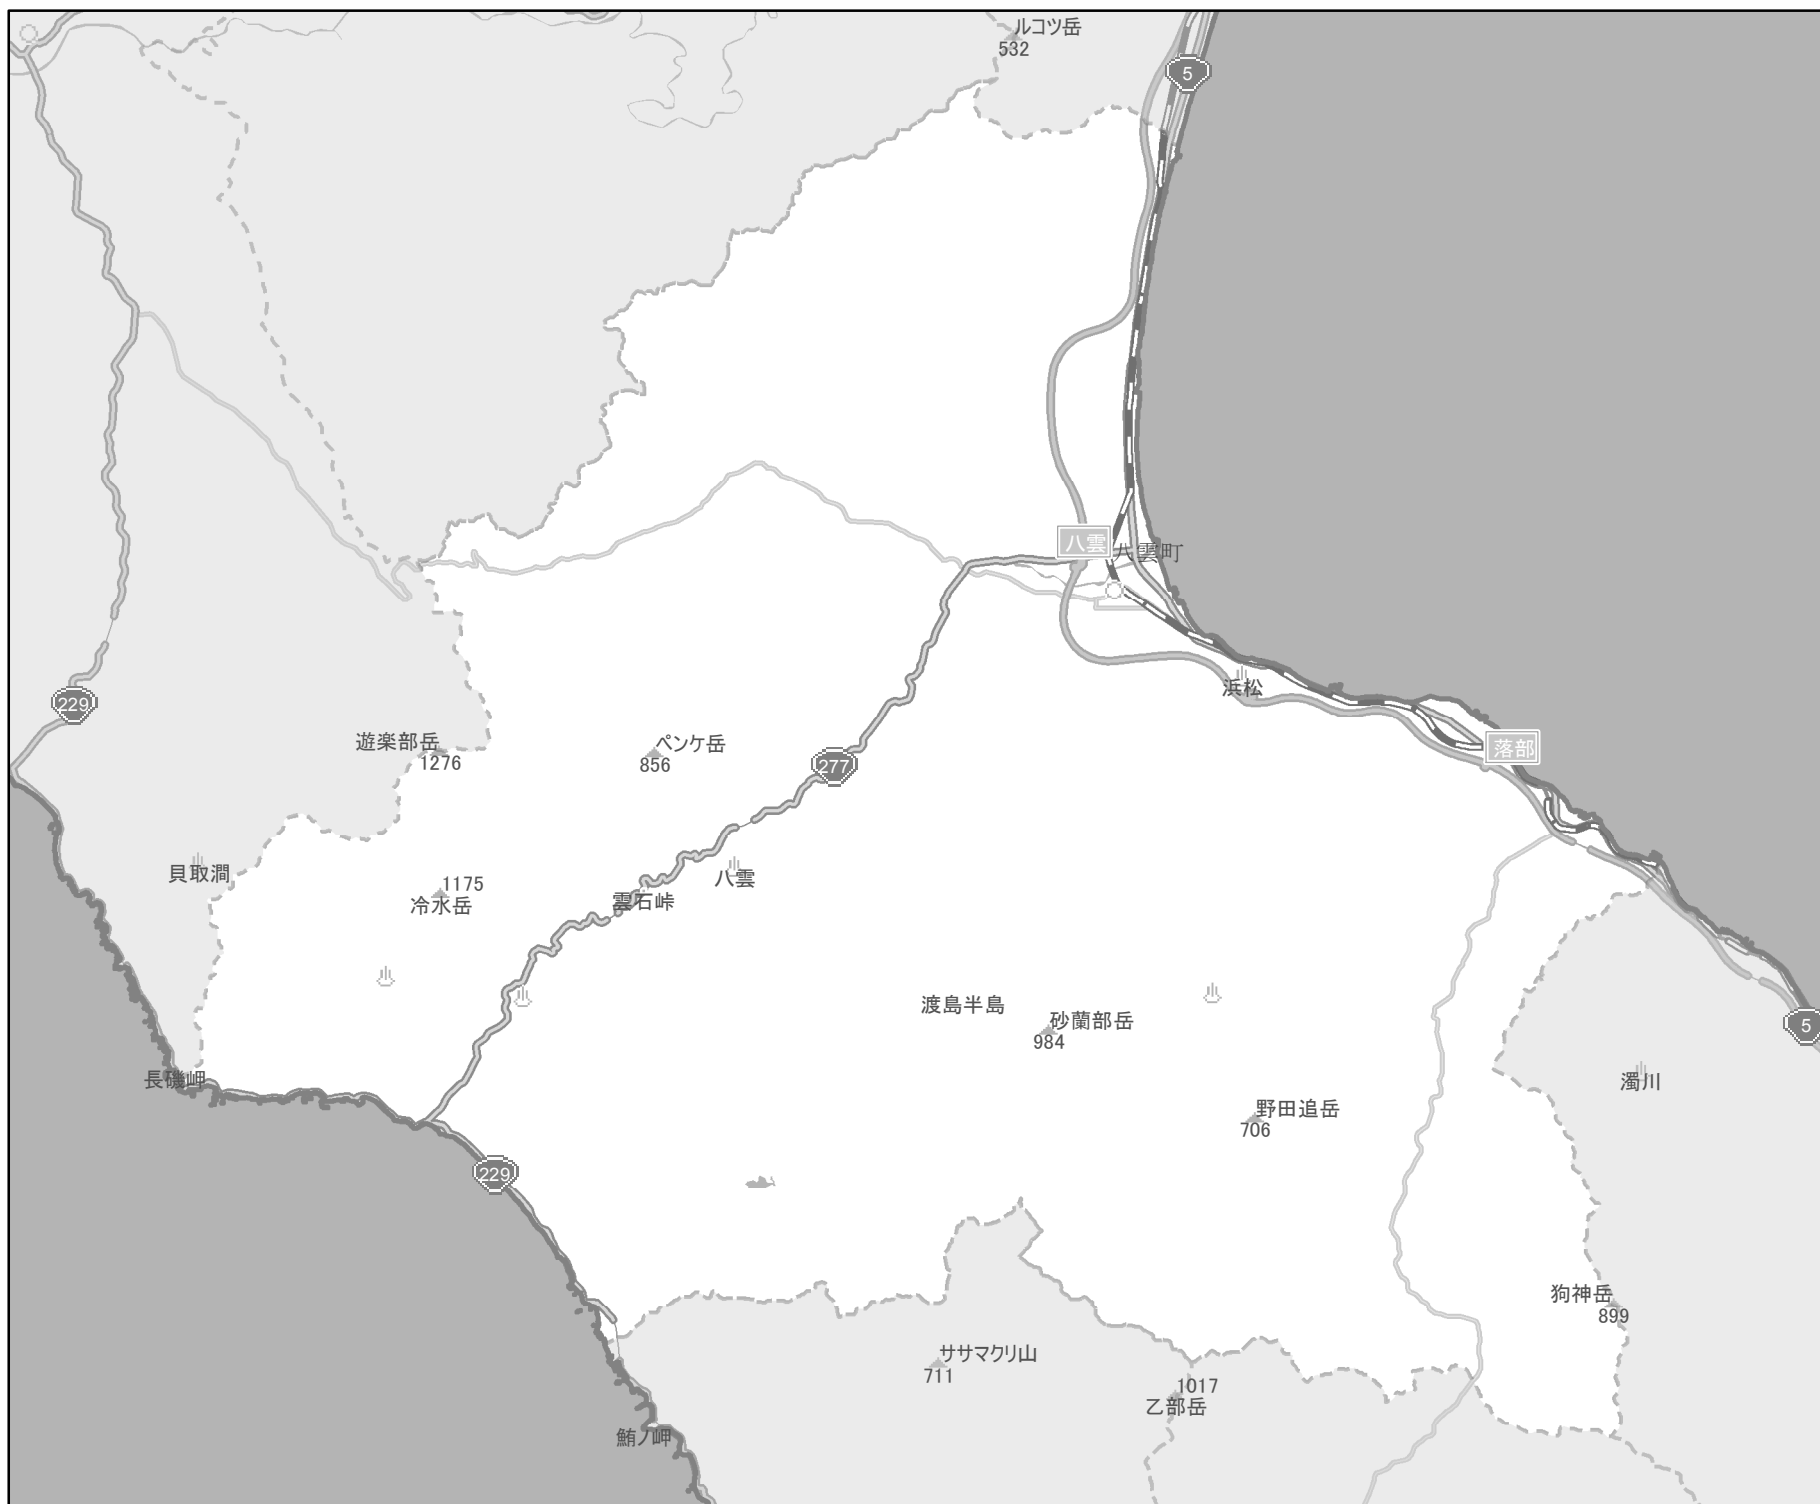 ルコツ岳
532
5
八雲
八雲町
浜松
229
遊楽部岳
1276
ペンケ岳
856
277
落部
貝取澗
1175
冷水岳
八雲
雲石峠
渡島半島
砂蘭部岳
984
5
長磯岬
濁川
野田追岳
706
229
狗神岳
899
ササマクリ山
711
1017
乙部岳
鮪ノ岬